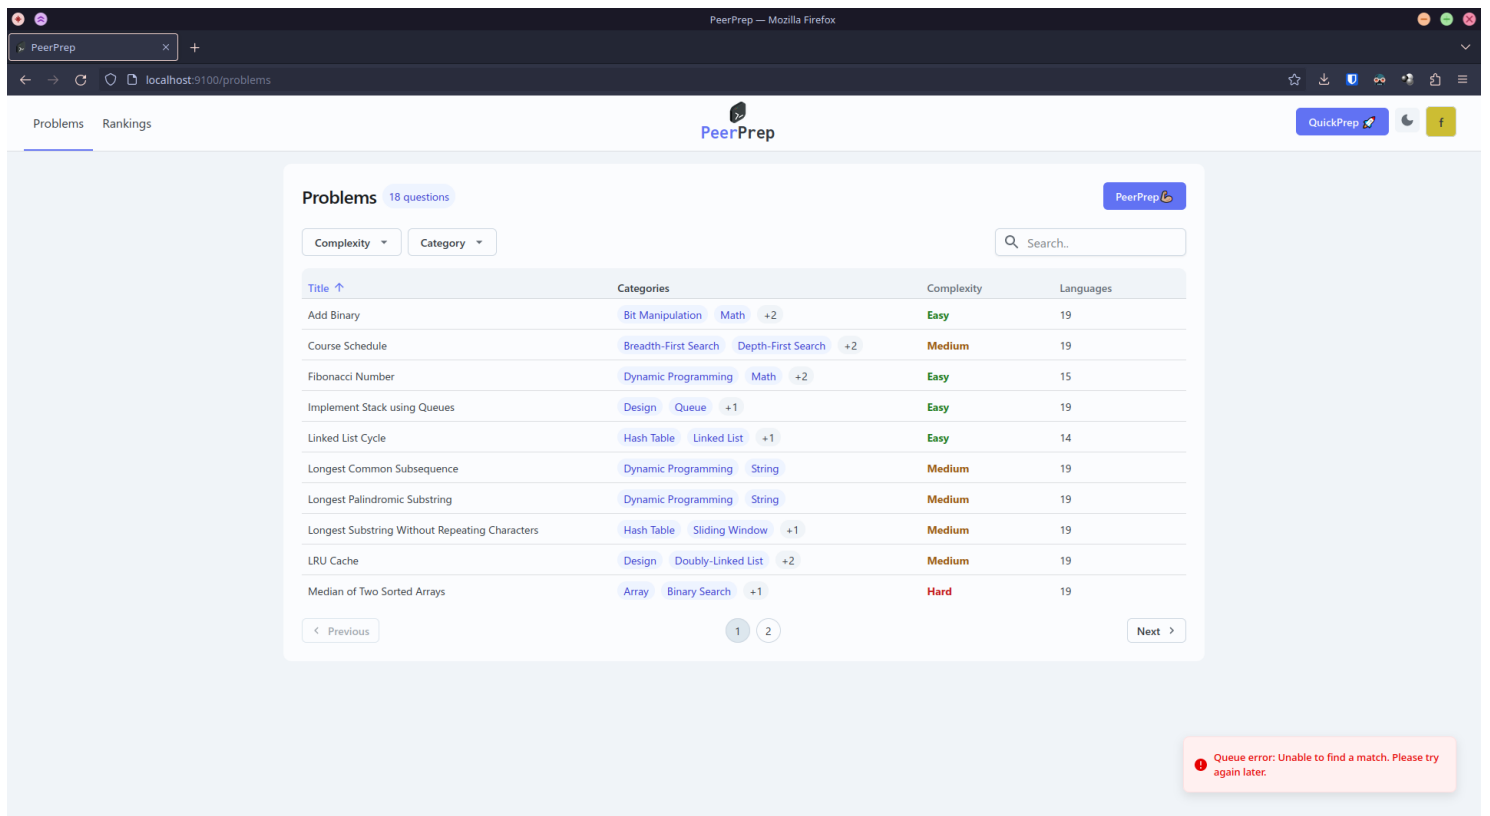 PeerPrep — Mozilla Firefox
PeerPrep
localhost:9100/problems
Problems Rankings
PeerPrep
QuickPrep 🚀
f
Problems 18 questions
PeerPrep 💪
Complexity Category
Search..
Title ↑ Categories Complexity Languages
Add Binary Bit Manipulation Math +2 Easy 19
Course Schedule Breadth-First Search Depth-First Search +2 Medium 19
Fibonacci Number Dynamic Programming Math +2 Easy 15
Implement Stack using Queues Design Queue +1 Easy 19
Linked List Cycle Hash Table Linked List +1 Easy 14
Longest Common Subsequence Dynamic Programming String Medium 19
Longest Palindromic Substring Dynamic Programming String Medium 19
Longest Substring Without Repeating Characters Hash Table Sliding Window +1 Medium 19
LRU Cache Design Doubly-Linked List +2 Medium 19
Median of Two Sorted Arrays Array Binary Search +1 Hard 19
Previous 1 2 Next
Queue error: Unable to find a match. Please try
again later.